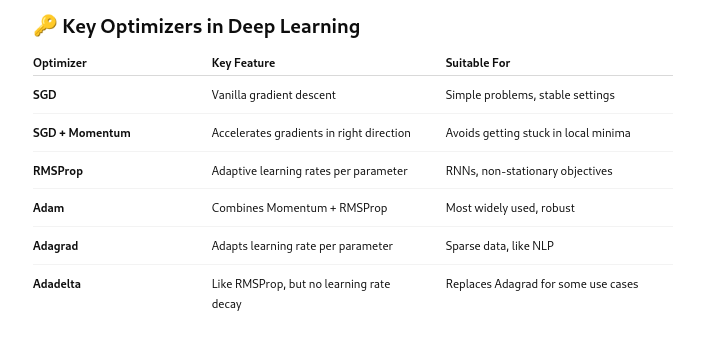 🔑 Key Optimizers in Deep Learning
Optimizer Key Feature Suitable For
SGD Vanilla gradient descent Simple problems, stable settings
SGD + Momentum Accelerates gradients in right direction Avoids getting stuck in local minima
RMSProp Adaptive learning rates per parameter RNNs, non-stationary objectives
Adam Combines Momentum + RMSProp Most widely used, robust
Adagrad Adapts learning rate per parameter Sparse data, like NLP
Adadelta Like RMSProp, but no learning rate Replaces Adagrad for some use cases
decay